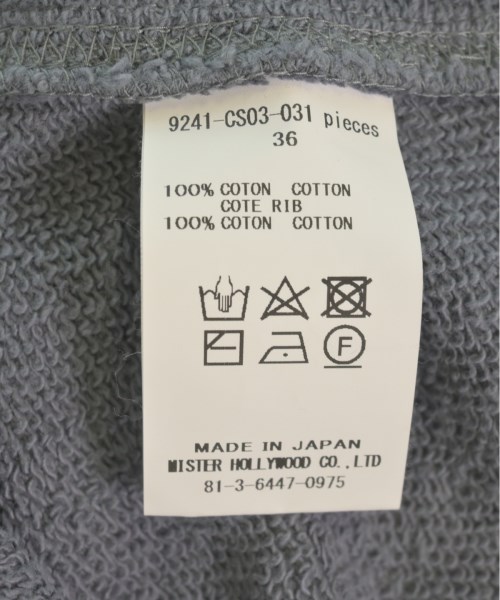 9241-CS03-031 pieces
36
100% COTON COTTON
COTE RIB
100% COTON COTTON
F
MADE IN JAPAN
MISTER HOLLYWOOD CO.,LTD
81-3-6447-0975